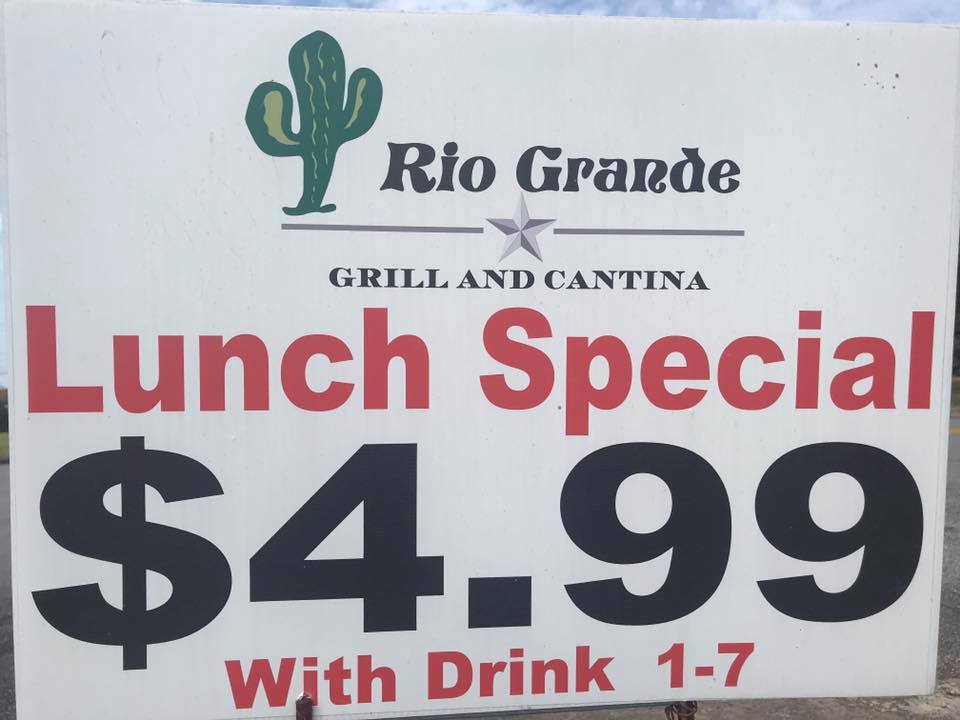 Rio Grande
GRILL AND CANTINA
Lunch Special
$4.99
With Drink 1-7